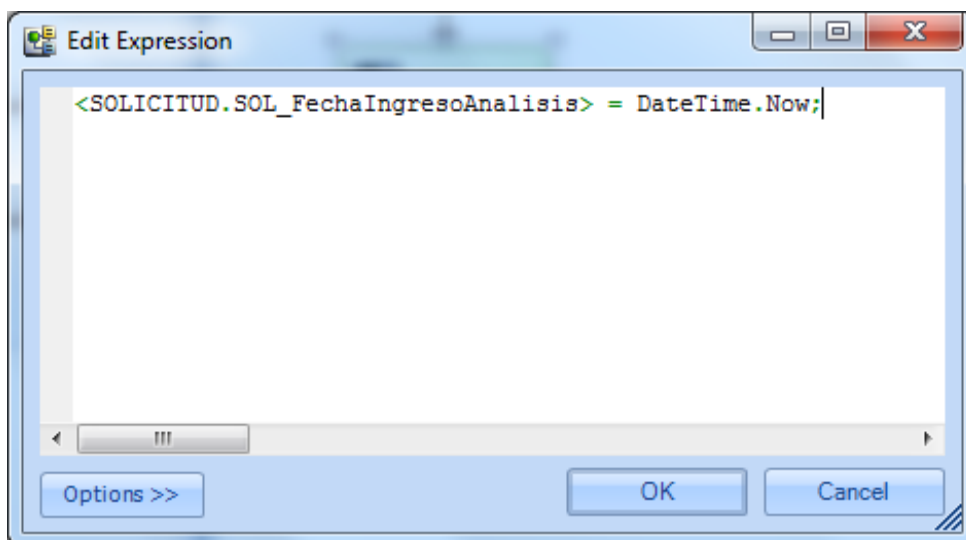 Edit Expression
<SOLICITUD.SOL_FechaIngresoAnalisis> = DateTime.Now;
Options >>
OK
Cancel